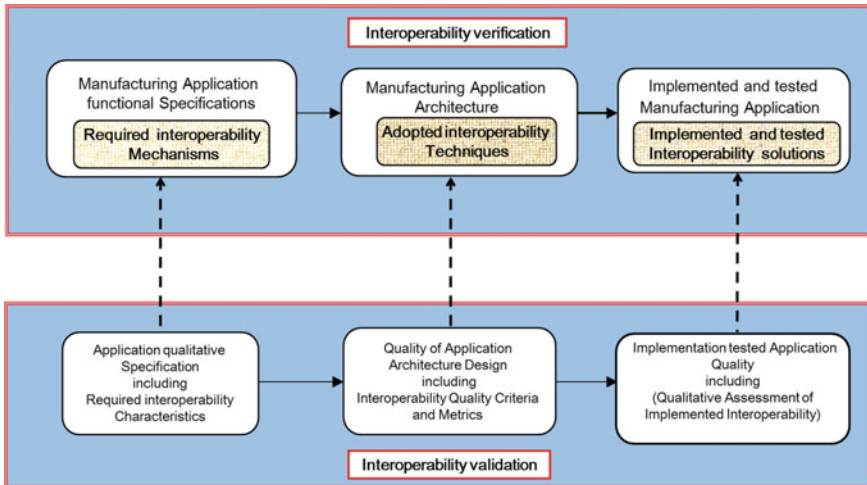 Interoperability verification
Manufacturing Application
functional Specifications
Required interoperability
Mechanisms
Manufacturing Application
Architecture
Adopted interoperability
Techniques
Implemented and tested
Manufacturing Application
Implemented and tested
Interoperability solutions
Application qualitative
Specification
including
Required interoperability
Characteristics
Quality of Application
Architecture Design
including
Interoperability Quality Criteria
and Metrics
Implementation tested Application
Quality
including
(Qualitative Assessment of
Implemented Interoperability)
Interoperability validation